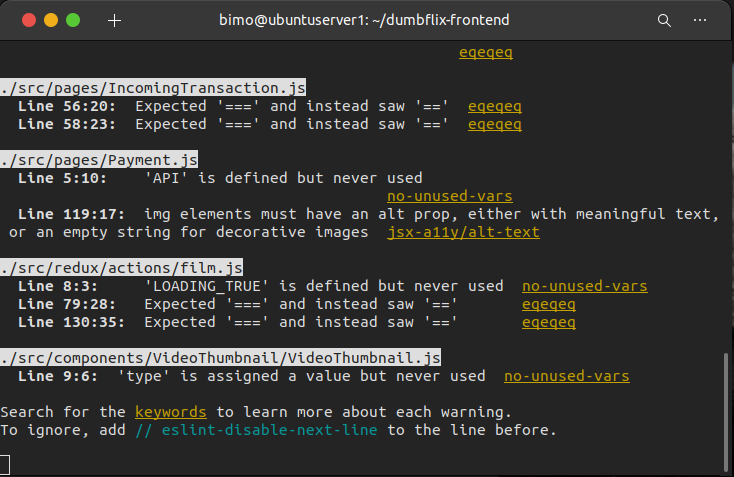 bimo@ubuntuserver1: ~/dumbflix-frontend
eqeqeq
./src/pages/IncomingTransaction.js
Line 56:20: Expected '===' and instead saw '==' eqeqeq
Line 58:23: Expected '===' and instead saw '==' eqeqeq
./src/pages/Payment.js
Line 5:10: 'API' is defined but never used
no-unused-vars
Line 119:17: img elements must have an alt prop, either with meaningful text,
or an empty string for decorative images jsx-a11y/alt-text
./src/redux/actions/film.js
Line 8:3: 'LOADING_TRUE' is defined but never used no-unused-vars
Line 79:28: Expected '===' and instead saw '==' eqeqeq
Line 130:35: Expected '===' and instead saw '==' eqeqeq
./src/components/VideoThumbnail/VideoThumbnail.js
Line 9:6: 'type' is assigned a value but never used no-unused-vars
Search for the keywords to learn more about each warning.
To ignore, add // eslint-disable-next-line to the line before.